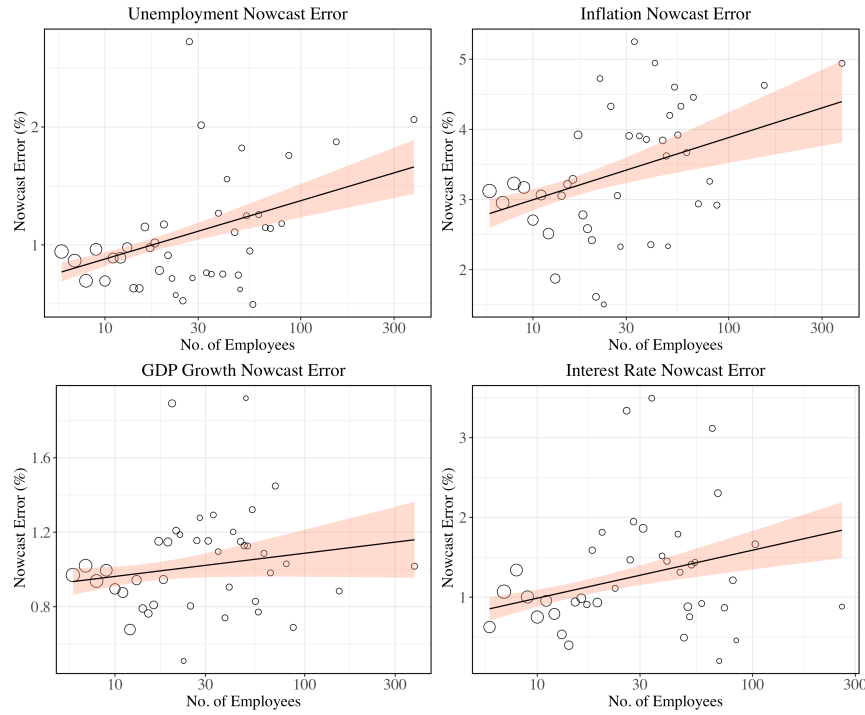 Unemployment Nowcast Error
Nowcast Error (%)
2
1
10
30
100
300
No. of Employees
Inflation Nowcast Error
Nowcast Error (%)
5
4
3
2
10
30
100
300
No. of Employees
GDP Growth Nowcast Error
Nowcast Error (%)
1.6
1.2
0.8
10
30
100
300
No. of Employees
Interest Rate Nowcast Error
Nowcast Error (%)
3
2
1
10
30
100
300
No. of Employees